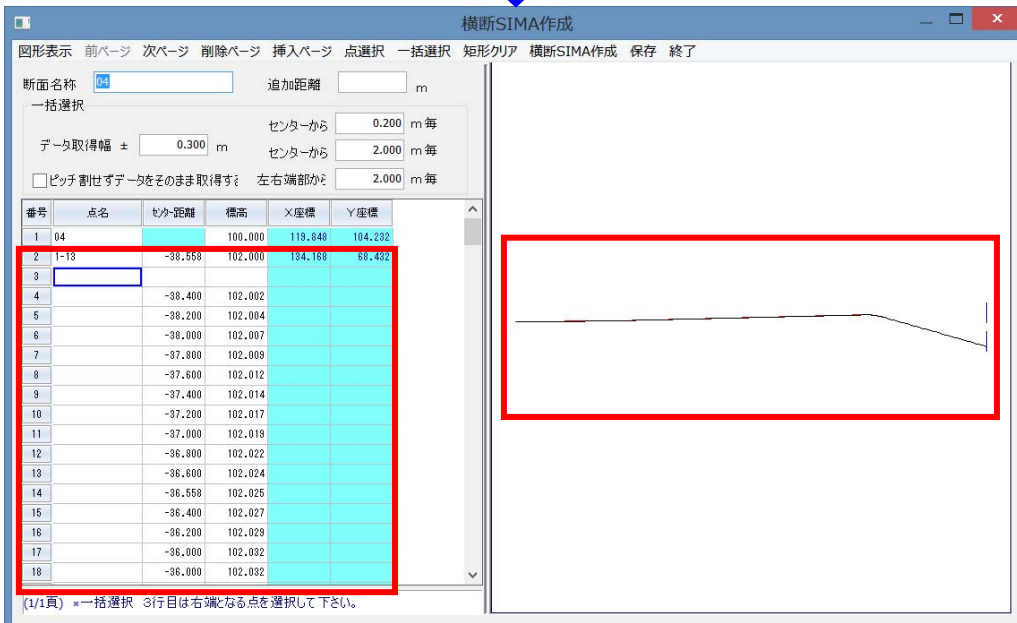 横断SIMA作成
図形表示 前ページ 次ページ 削除ページ 挿入ページ 点選択 一括選択 矩形クリア 横断SIMA作成 保存 終了
断面名称 04 追加距離 m
一括選択
センターから 0.200 m毎
データ取得幅 ± 0.300 m センターから 2.000 m毎
ピッチ割せずデータをそのまま取得する 左右端部から 2.000 m毎
番号 点名 センター距離 標高 X座標 Y座標
1 04 100.000 119.848 104.232
2 1-13 -38.558 102.000 134.168 68.432
3
4 -38.400 102.002
5 -38.200 102.004
6 -38.000 102.007
7 -37.800 102.009
8 -37.600 102.012
9 -37.400 102.014
10 -37.200 102.017
11 -37.000 102.019
12 -36.800 102.022
13 -36.600 102.024
14 -36.558 102.025
15 -36.400 102.027
16 -36.200 102.029
17 -36.000 102.032
18 -36.000 102.032
(1/1頁) *一括選択 3行目は右端となる点を選択して下さい。